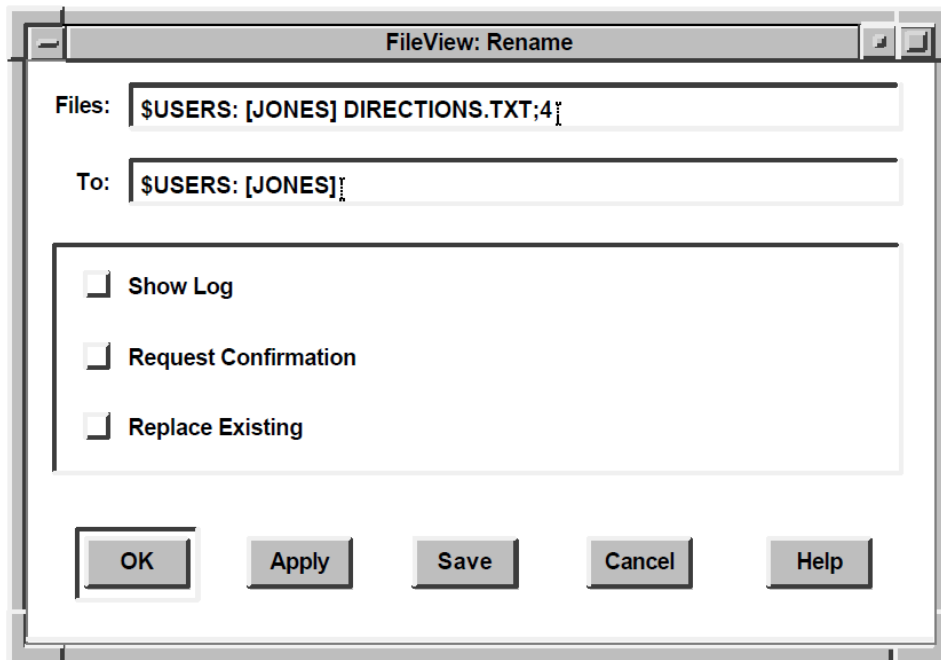 FileView: Rename
Files: $USERS: [JONES] DIRECTIONS.TXT;4
To: $USERS: [JONES]
Show Log
Request Confirmation
Replace Existing
OK Apply Save Cancel Help